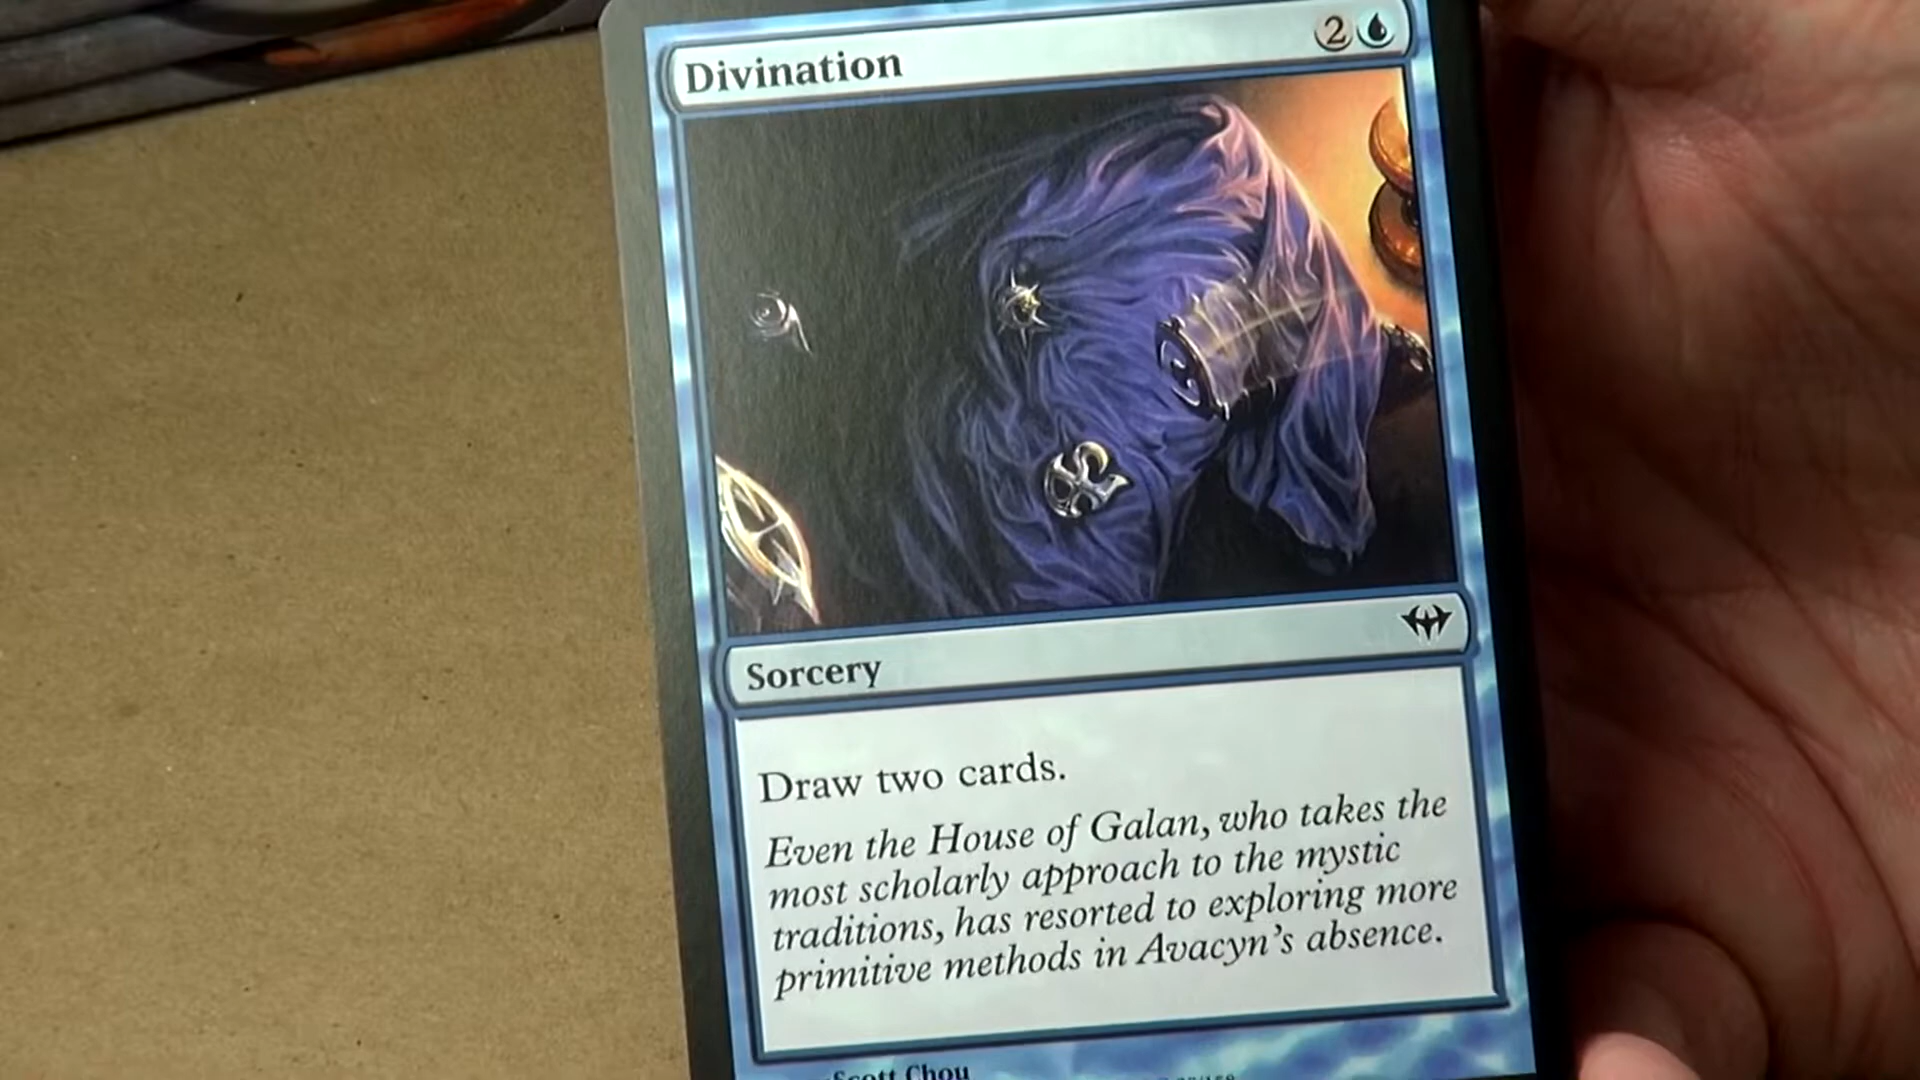 Divination 2
Sorcery
Draw two cards.
Even the House of Galan, who takes the
most scholarly approach to the mystic
traditions, has resorted to exploring more
primitive methods in Avacyn's absence.
Scott Chou